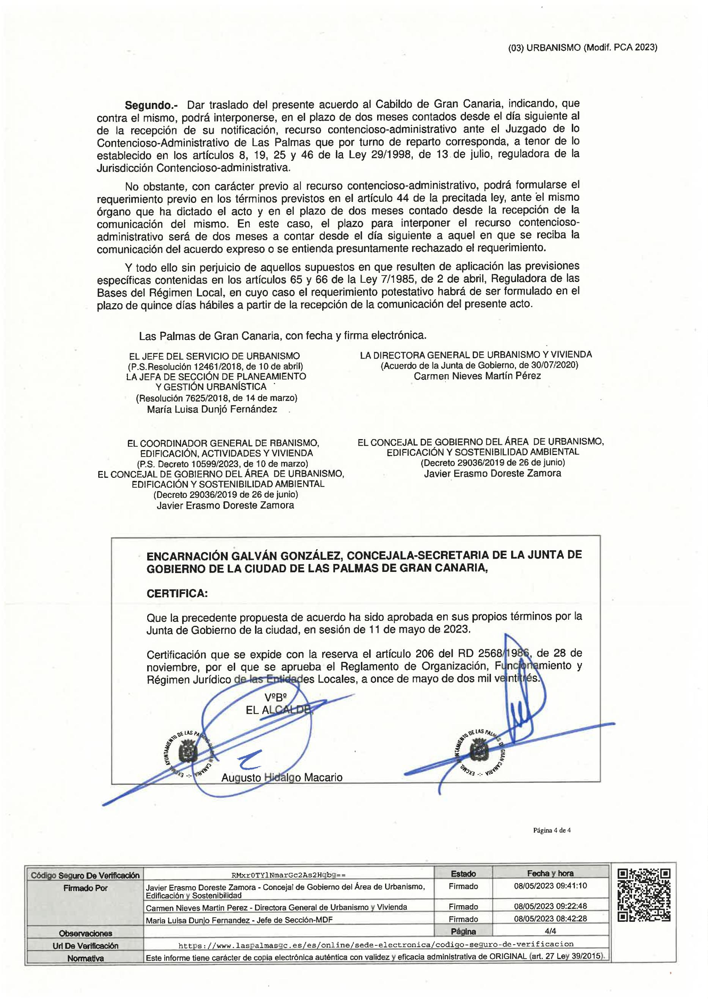 (03) URBANISMO (Modif. PCA 2023)
Segundo.- Dar traslado del presente acuerdo al Cabildo de Gran Canaria, indicando, que
contra el mismo, podrá interponerse, en el plazo de dos meses contados desde el día siguiente al
de la recepción de su notificación, recurso contencioso-administrativo ante el Juzgado de lo
Contencioso-Administrativo de Las Palmas que por turno de reparto corresponda, a tenor de lo
establecido en los artículos 8, 19, 25 y 46 de la Ley 29/1998, de 13 de julio, reguladora de la
Jurisdicción Contencioso-administrativa.
No obstante, con carácter previo al recurso contencioso-administrativo, podrá formularse el
requerimiento previo en los términos previstos en el artículo 44 de la precitada ley, ante el mismo
órgano que ha dictado el acto y en el plazo de dos meses contado desde la recepción de la
comunicación del mismo. En este caso, el plazo para interponer el recurso contencioso-
administrativo será de dos meses a contar desde el día siguiente a aquel en que se reciba la
comunicación del acuerdo expreso o se entienda presuntamente rechazado el requerimiento.
Y todo ello sin perjuicio de aquellos supuestos en que resulten de aplicación las previsiones
específicas contenidas en los artículos 65 y 66 de la Ley 7/1985, de 2 de abril, Reguladora de las
Bases del Régimen Local, en cuyo caso el requerimiento potestativo habrá de ser formulado en el
plazo de quince días hábiles a partir de la recepción de la comunicación del presente acto.
Las Palmas de Gran Canaria, con fecha y firma electrónica.
EL JEFE DEL SERVICIO DE URBANISMO
(P.S.Resolución 12461/2018, de 10 de abril)
LA JEFA DE SECCIÓN DE PLANEAMIENTO
Y GESTIÓN URBANÍSTICA
(Resolución 7625/2018, de 14 de marzo)
María Luisa Dunjó Fernández
LA DIRECTORA GENERAL DE URBANISMO Y VIVIENDA
(Acuerdo de la Junta de Gobierno, de 30/07/2020)
Carmen Nieves Martín Pérez
EL COORDINADOR GENERAL DE RBANISMO,
EDIFICACIÓN, ACTIVIDADES Y VIVIENDA
(P.S. Decreto 10599/2023, de 10 de marzo)
EL CONCEJAL DE GOBIERNO DEL ÁREA DE URBANISMO,
EDIFICACIÓN Y SOSTENIBILIDAD AMBIENTAL
(Decreto 29036/2019 de 26 de junio)
Javier Erasmo Doreste Zamora
EL CONCEJAL DE GOBIERNO DEL ÁREA DE URBANISMO,
EDIFICACIÓN Y SOSTENIBILIDAD AMBIENTAL
(Decreto 29036/2019 de 26 de junio)
Javier Erasmo Doreste Zamora
ENCARNACIÓN GALVÁN GONZÁLEZ, CONCEJALA-SECRETARIA DE LA JUNTA DE
GOBIERNO DE LA CIUDAD DE LAS PALMAS DE GRAN CANARIA,
CERTIFICA:
Que la precedente propuesta de acuerdo ha sido aprobada en sus propios términos por la
Junta de Gobierno de la ciudad, en sesión de 11 de mayo de 2023.
Certificación que se expide con la reserva el artículo 206 del RD 2568/1986, de 28 de
noviembre, por el que se aprueba el Reglamento de Organización, Funcionamiento y
Régimen Jurídico de las Entidades Locales, a once de mayo de dos mil veintitrés.
VºBº
EL ALCALDE,
EXCMO. AYUNTAMIENTO DE LAS PALMAS DE GRAN CANARIA
EXCMO. AYUNTAMIENTO DE LAS PALMAS DE GRAN CANARIA
Augusto Hidalgo Macario
Página 4 de 4
Código Seguro De Verificación RMxr0TYlNmarGc2As2Hgbg== Estado Fecha y hora
Firmado Por Javier Erasmo Doreste Zamora - Concejal de Gobierno del Área de Urbanismo, Firmado 08/05/2023 09:41:10
Edificación y Sostenibilidad
Carmen Nieves Martin Perez - Directora General de Urbanismo y Vivienda Firmado 08/05/2023 09:22:48
Maria Luisa Dunjo Fernandez - Jefe de Sección-MDF Firmado 08/05/2023 08:42:28
Observaciones Página 4/4
Url De Verificación https://www.laspalmasgc.es/es/online/sede-electronica/codigo-seguro-de-verificacion
Normativa Este informe tiene carácter de copia electrónica auténtica con validez y eficacia administrativa de ORIGINAL (art. 27 Ley 39/2015).